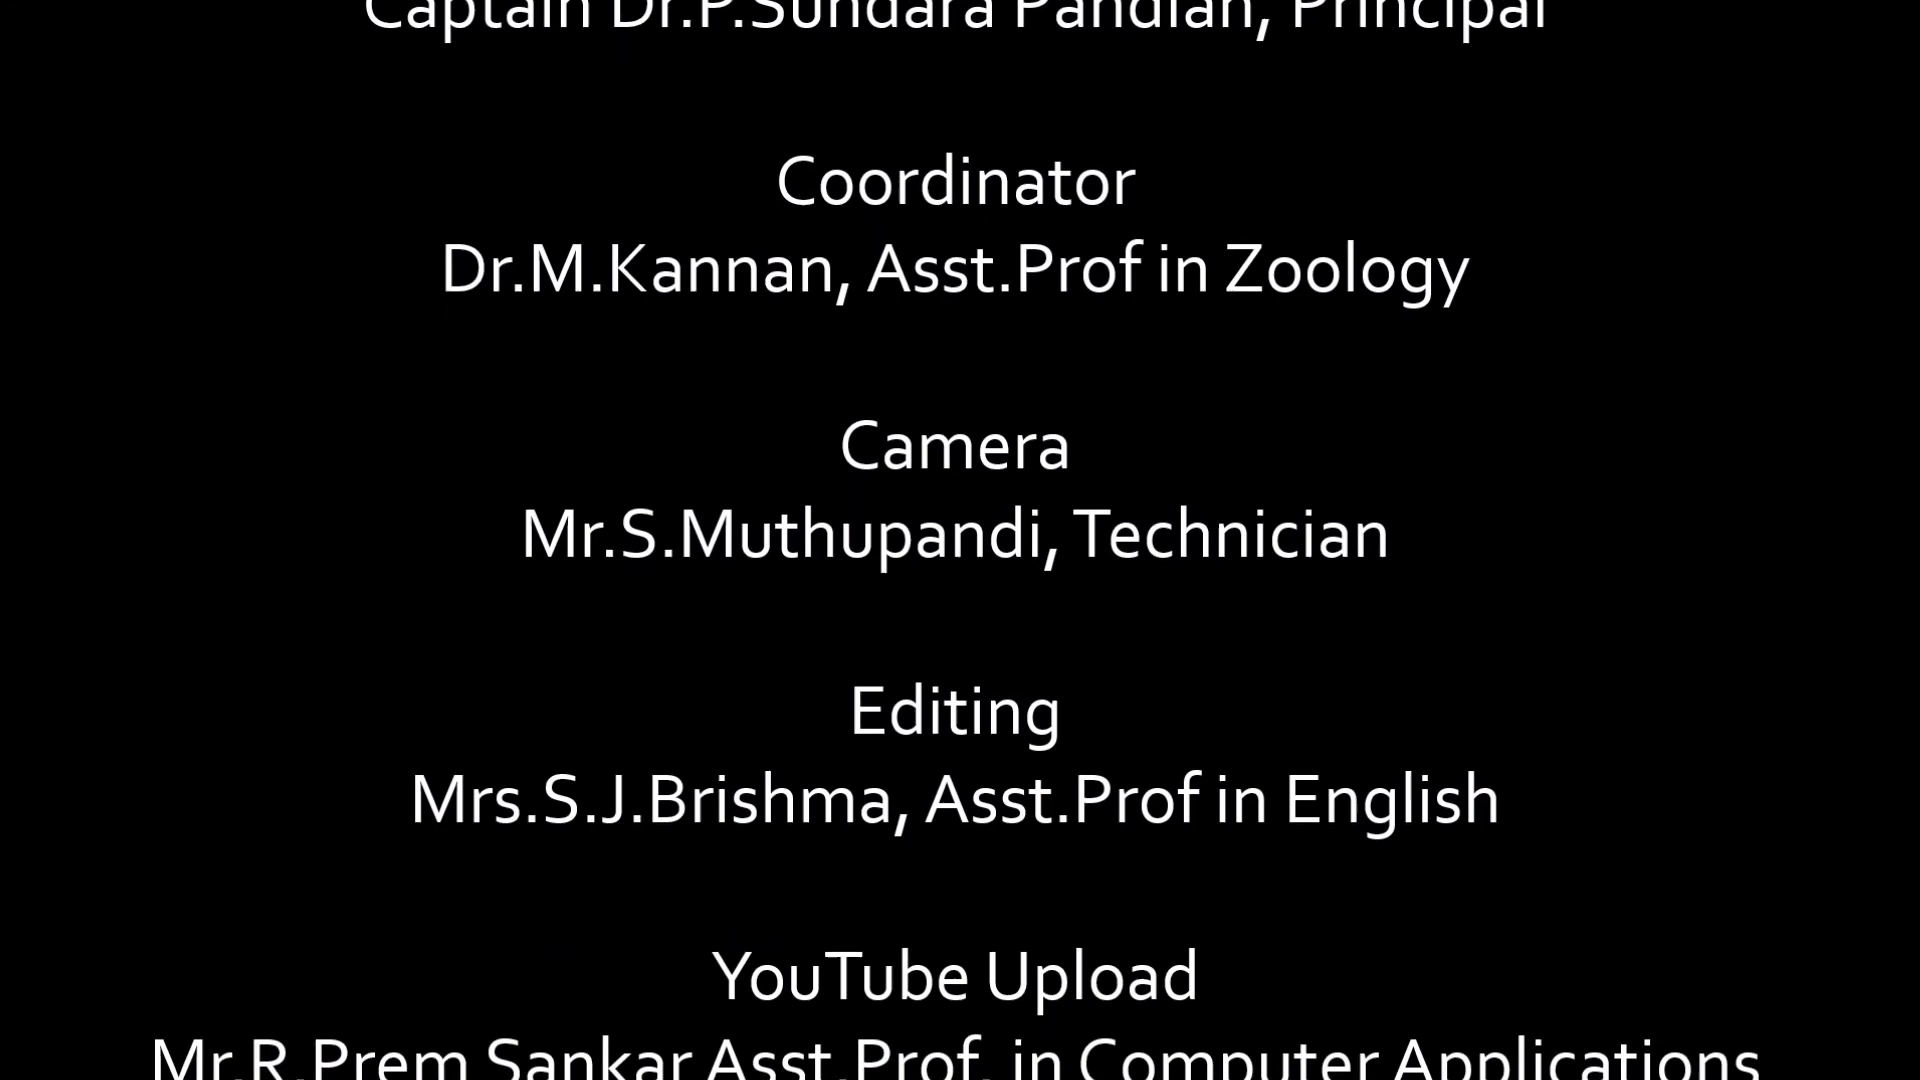 Captain Dr.P.Sundara Pandian, Principal
Coordinator
Dr.M.Kannan, Asst.Prof in Zoology
Camera
Mr.S.Muthupandi, Technician
Editing
Mrs.S.J.Brishma, Asst.Prof in English
YouTube Upload
Mr.R.Prem Sankar Asst.Prof. in Computer Applications